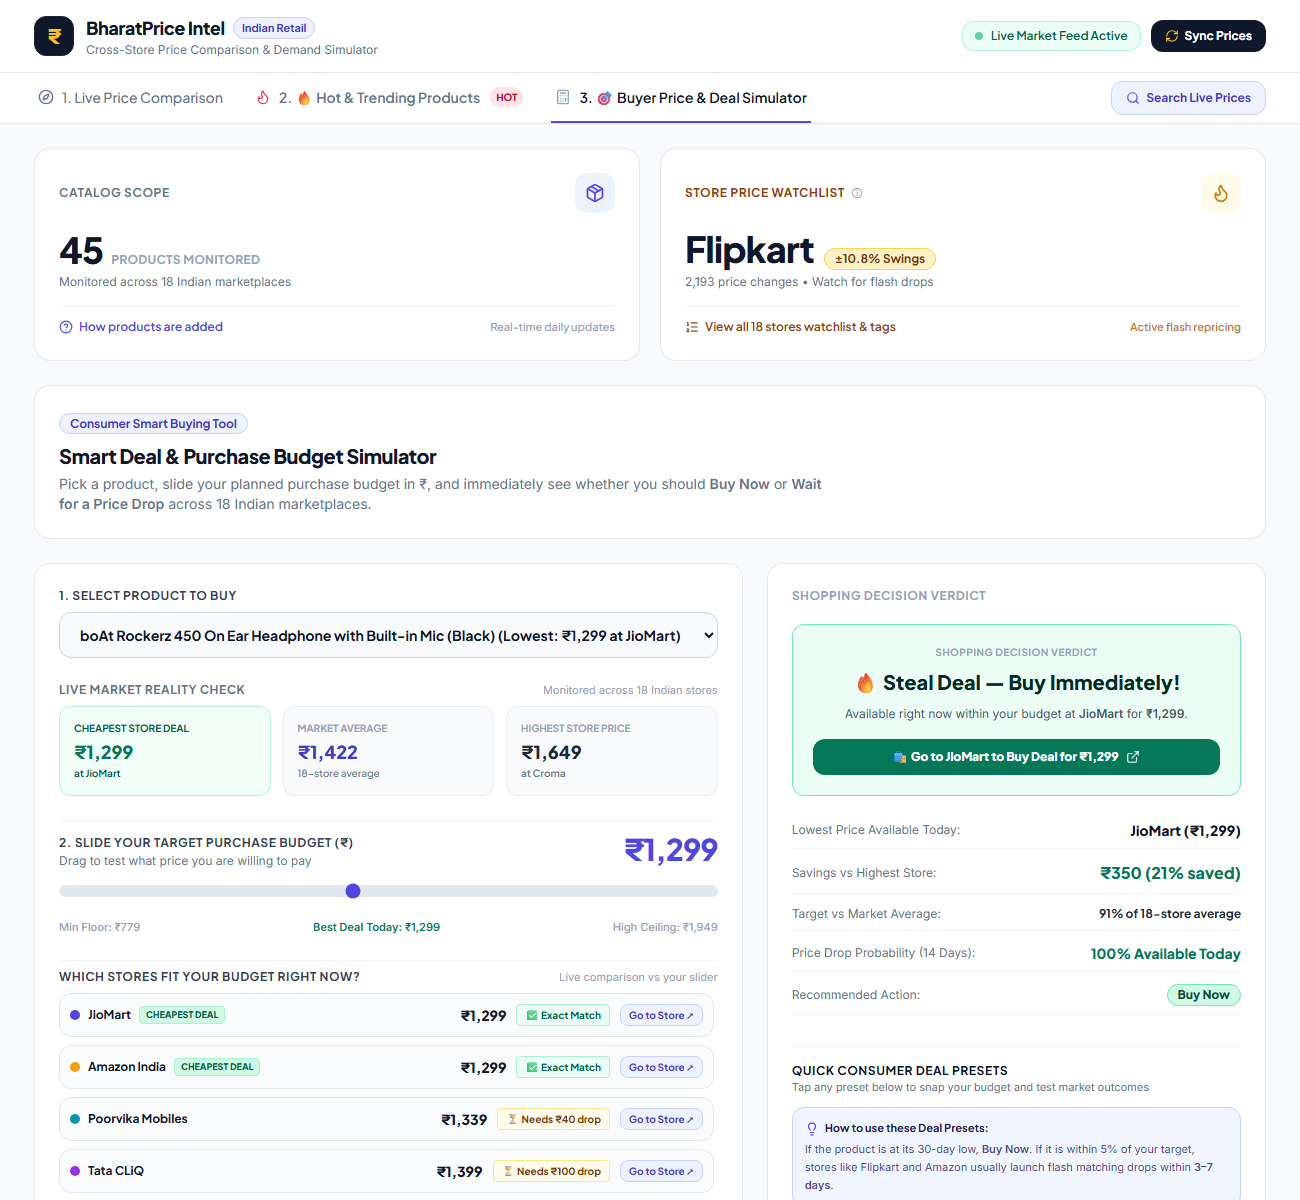 ₹
BharatPrice Intel
Indian Retail
Cross-Store Price Comparison & Demand Simulator
Live Market Feed Active
Sync Prices
1. Live Price Comparison
2. 🔥 Hot & Trending Products
HOT
3. 🎯 Buyer Price & Deal Simulator
Search Live Prices
CATALOG SCOPE
45 PRODUCTS MONITORED
Monitored across 18 Indian marketplaces
How products are added
Real-time daily updates
STORE PRICE WATCHLIST
Flipkart
±10.8% Swings
2,193 price changes • Watch for flash drops
View all 18 stores watchlist & tags
Active flash repricing
Consumer Smart Buying Tool
Smart Deal & Purchase Budget Simulator
Pick a product, slide your planned purchase budget in ₹, and immediately see whether you should Buy Now or Wait
for a Price Drop across 18 Indian marketplaces.
1. SELECT PRODUCT TO BUY
boAt Rockerz 450 On Ear Headphone with Built-in Mic (Black) (Lowest: ₹1,299 at JioMart)
LIVE MARKET REALITY CHECK
Monitored across 18 Indian stores
CHEAPEST STORE DEAL
₹1,299
at JioMart
MARKET AVERAGE
₹1,422
18-store average
HIGHEST STORE PRICE
₹1,649
at Croma
2. SLIDE YOUR TARGET PURCHASE BUDGET (₹)
Drag to test what price you are willing to pay
₹1,299
Min Floor: ₹779
Best Deal Today: ₹1,299
High Ceiling: ₹1,949
WHICH STORES FIT YOUR BUDGET RIGHT NOW?
Live comparison vs your slider
JioMart CHEAPEST DEAL ₹1,299 ✅ Exact Match Go to Store ↗
Amazon India CHEAPEST DEAL ₹1,299 ✅ Exact Match Go to Store ↗
Poorvika Mobiles ₹1,339 ⏳ Needs ₹40 drop Go to Store ↗
Tata CLiQ ₹1,399 ⏳ Needs ₹100 drop Go to Store ↗
SHOPPING DECISION VERDICT
SHOPPING DECISION VERDICT
🔥 Steal Deal — Buy Immediately!
Available right now within your budget at JioMart for ₹1,299.
🛍️ Go to JioMart to Buy Deal for ₹1,299
Lowest Price Available Today: JioMart (₹1,299)
Savings vs Highest Store: ₹350 (21% saved)
Target vs Market Average: 91% of 18-store average
Price Drop Probability (14 Days): 100% Available Today
Recommended Action: Buy Now
QUICK CONSUMER DEAL PRESETS
Tap any preset below to snap your budget and test market outcomes
How to use these Deal Presets:
If the product is at its 30-day low, Buy Now. If it is within 5% of your target,
stores like Flipkart and Amazon usually launch flash matching drops within 3–7
days.